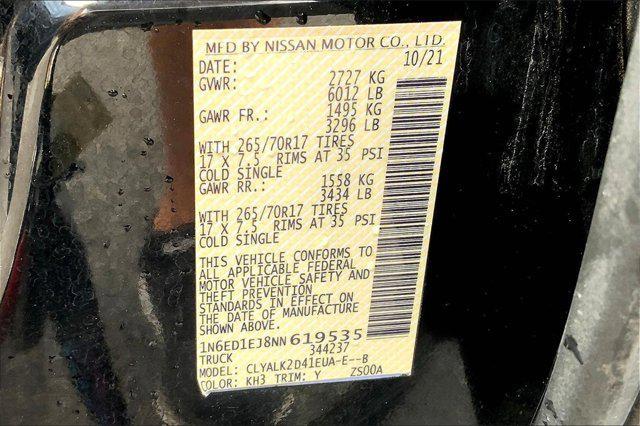 MFD BY NISSAN MOTOR CO., LTD.
DATE: 10/21
GVWR: 2727 KG
6012 LB
GAWR FR.: 1495 KG
3296 LB
WITH 265/70R17 TIRES
17 X 7.5 RIMS AT 35 PSI
COLD SINGLE
GAWR RR.: 1558 KG
3434 LB
WITH 265/70R17 TIRES
17 X 7.5 RIMS AT 35 PSI
COLD SINGLE
THIS VEHICLE CONFORMS TO
ALL APPLICABLE FEDERAL
MOTOR VEHICLE SAFETY AND
THEFT PREVENTION
STANDARDS IN EFFECT ON
THE DATE OF MANUFACTURE
SHOWN ABOVE.
1N6ED1EJ8NN619535
TRUCK 344237
MODEL: CLYALK2D41EUA-E--B
COLOR: KH3 TRIM: Y ZS00A